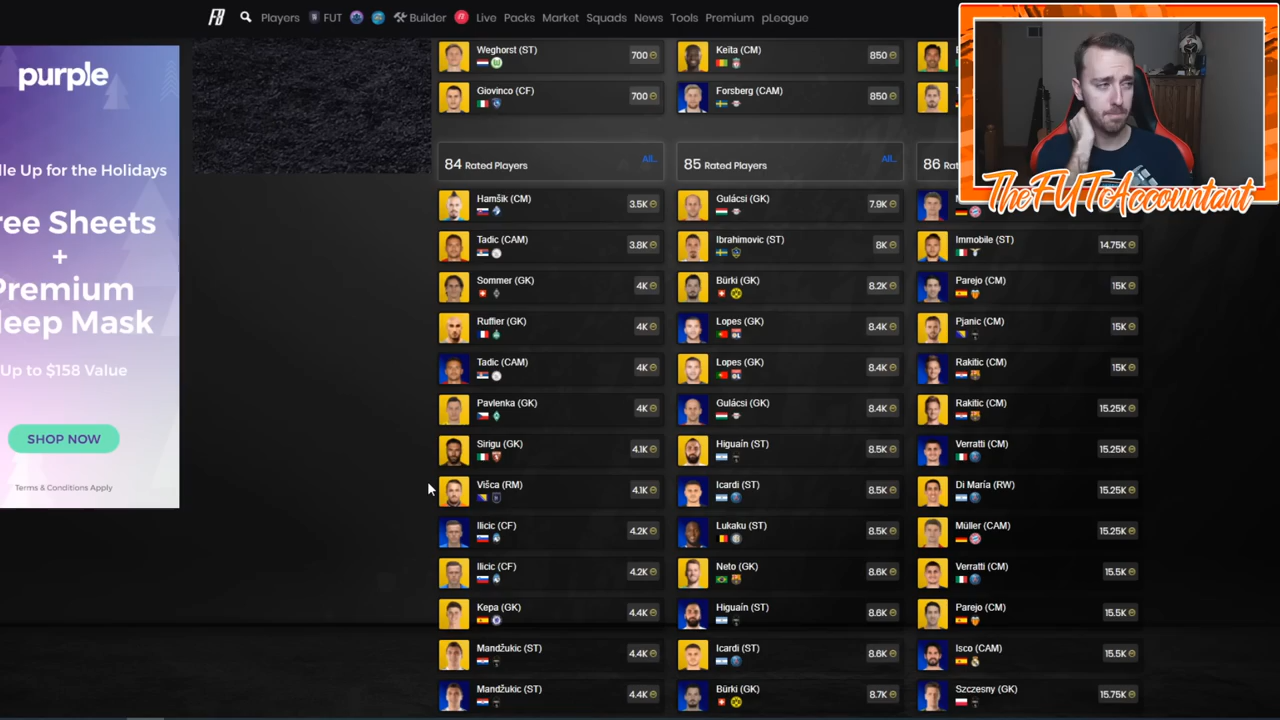 FB Players FUT Builder Live Packs Market Squads News Tools Premium pLeague
purple
lle Up for the Holidays
ree Sheets
+
Premium
leep Mask
Up to $158 Value
SHOP NOW
Terms & Conditions Apply
Weghorst (ST) 700
Keïta (CM) 850
Giovinco (CF) 700
Forsberg (CAM) 850
84 Rated Players All..
85 Rated Players All..
86 Rat
Hamšík (CM) 3.5K
Gulácsi (GK) 7.9K
Tadic (CAM) 3.8K
Ibrahimovic (ST) 8K
Immobile (ST) 14.75K
Sommer (GK) 4K
Bürki (GK) 8.2K
Parejo (CM) 15K
Ruffier (GK) 4K
Lopes (GK) 8.4K
Pjanic (CM) 15K
Tadic (CAM) 4K
Lopes (GK) 8.4K
Rakitic (CM) 15K
Pavlenka (GK) 4K
Gulácsi (GK) 8.4K
Rakitic (CM) 15.25K
Sirigu (GK) 4.1K
Higuaín (ST) 8.5K
Verratti (CM) 15.25K
Višca (RM) 4.1K
Icardi (ST) 8.5K
Di María (RW) 15.25K
Ilicic (CF) 4.2K
Lukaku (ST) 8.5K
Müller (CAM) 15.25K
Ilicic (CF) 4.2K
Neto (GK) 8.6K
Verratti (CM) 15.5K
Kepa (GK) 4.4K
Higuaín (ST) 8.6K
Parejo (CM) 15.5K
Mandžukic (ST) 4.4K
Icardi (ST) 8.6K
Isco (CAM) 15.5K
Mandžukic (ST) 4.4K
Bürki (GK) 8.7K
Szczesny (GK) 15.75K
TheFUTAccountant